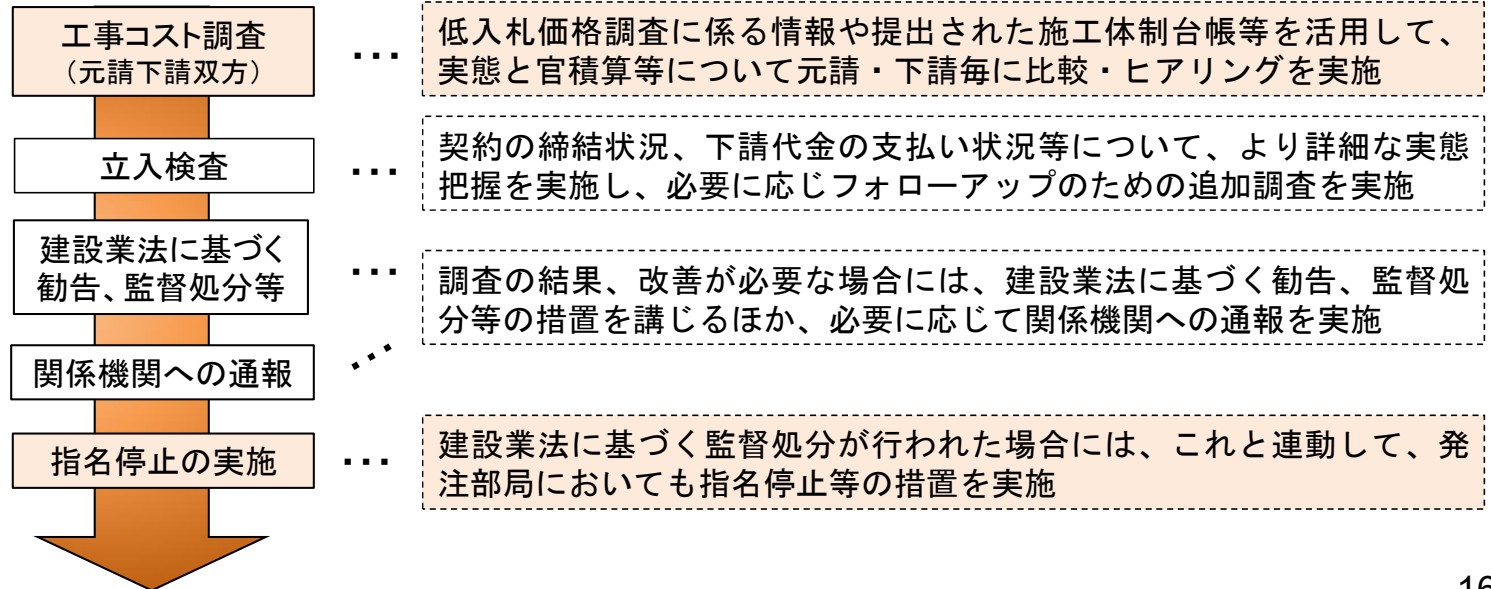 工事コスト調査
（元請下請双方）
･･･
低入札価格調査に係る情報や提出された施工体制台帳等を活用して、
実態と官積算等について元請・下請毎に比較・ヒアリングを実施
立入検査
･･･
契約の締結状況、下請代金の支払い状況等について、より詳細な実態
把握を実施し、必要に応じフォローアップのための追加調査を実施
建設業法に基づく
勧告、監督処分等
･･･
調査の結果、改善が必要な場合には、建設業法に基づく勧告、監督処
分等の措置を講じるほか、必要に応じて関係機関への通報を実施
関係機関への通報
･･･
指名停止の実施
･･･
建設業法に基づく監督処分が行われた場合には、これと連動して、発
注部局においても指名停止等の措置を実施
16